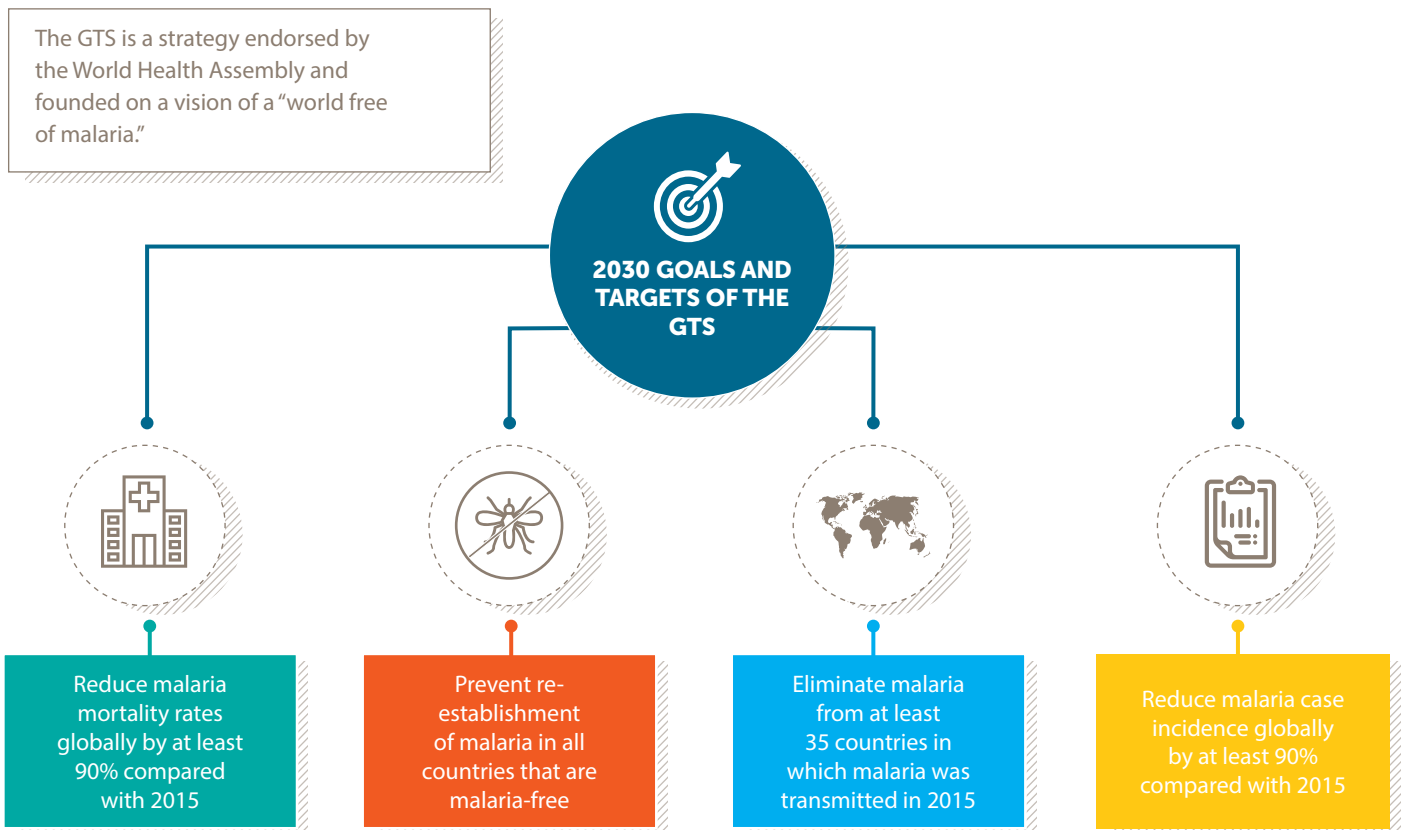 The GTS is a strategy endorsed by
the World Health Assembly and
founded on a vision of a “world free
of malaria.”
2030 GOALS AND
TARGETS OF THE
GTS
Reduce malaria
mortality rates
globally by at least
90% compared
with 2015
Prevent re-
establishment
of malaria in all
countries that are
malaria-free
Eliminate malaria
from at least
35 countries in
which malaria was
transmitted in 2015
Reduce malaria case
incidence globally
by at least 90%
compared with 2015